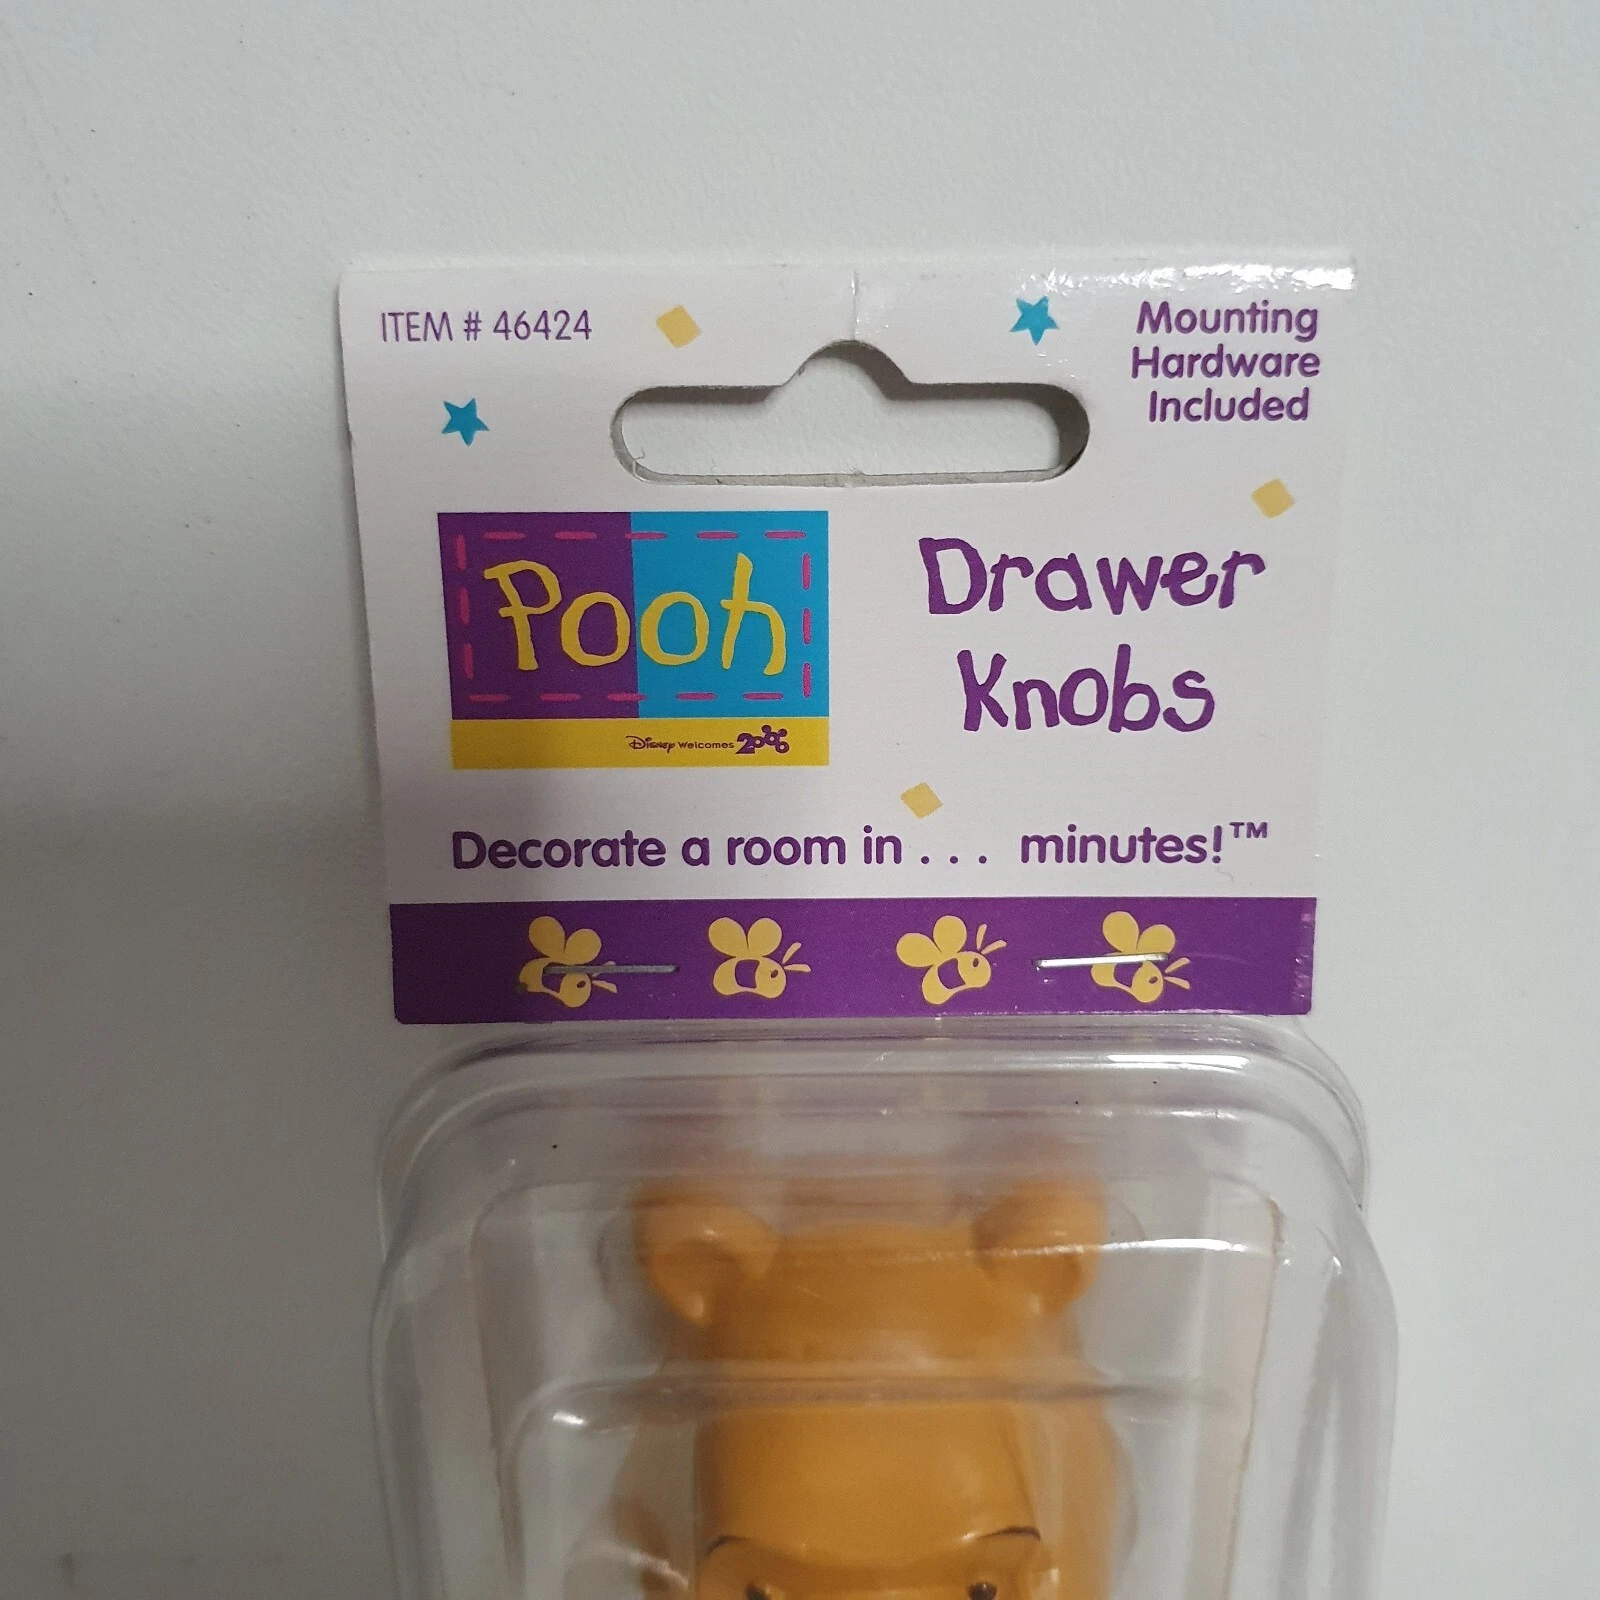 ITEM # 46424
Mounting
Hardware
Included
Pooh
Disney Welcomes 2000
Drawer
Knobs
Decorate a room in . . . minutes!™